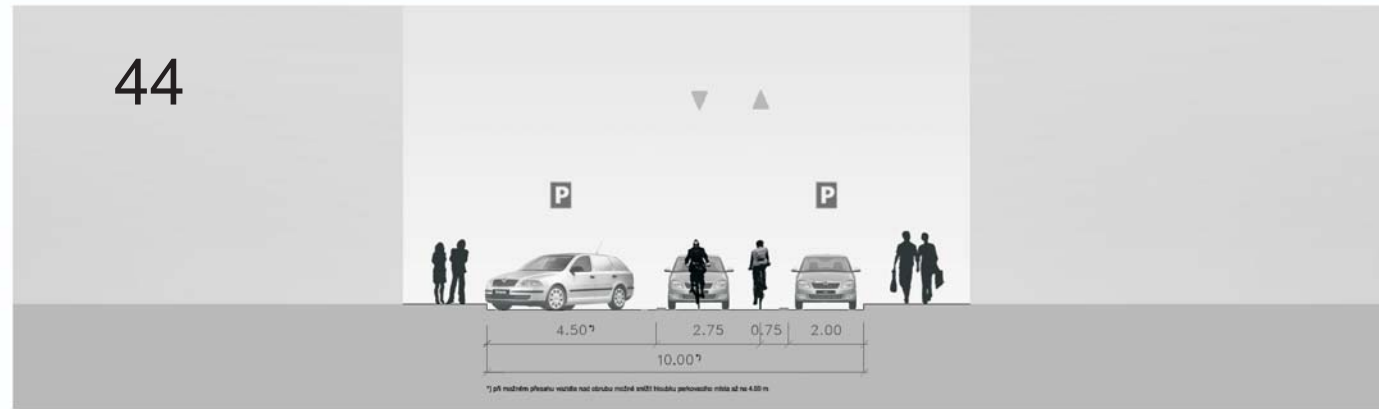 44
P P
4.50*) 2.75 0.75 2.00
10.00*)
*) při možném přesahu vozidla nad obrubu možné snížit hloubku parkovacího místa až na 4.00 m